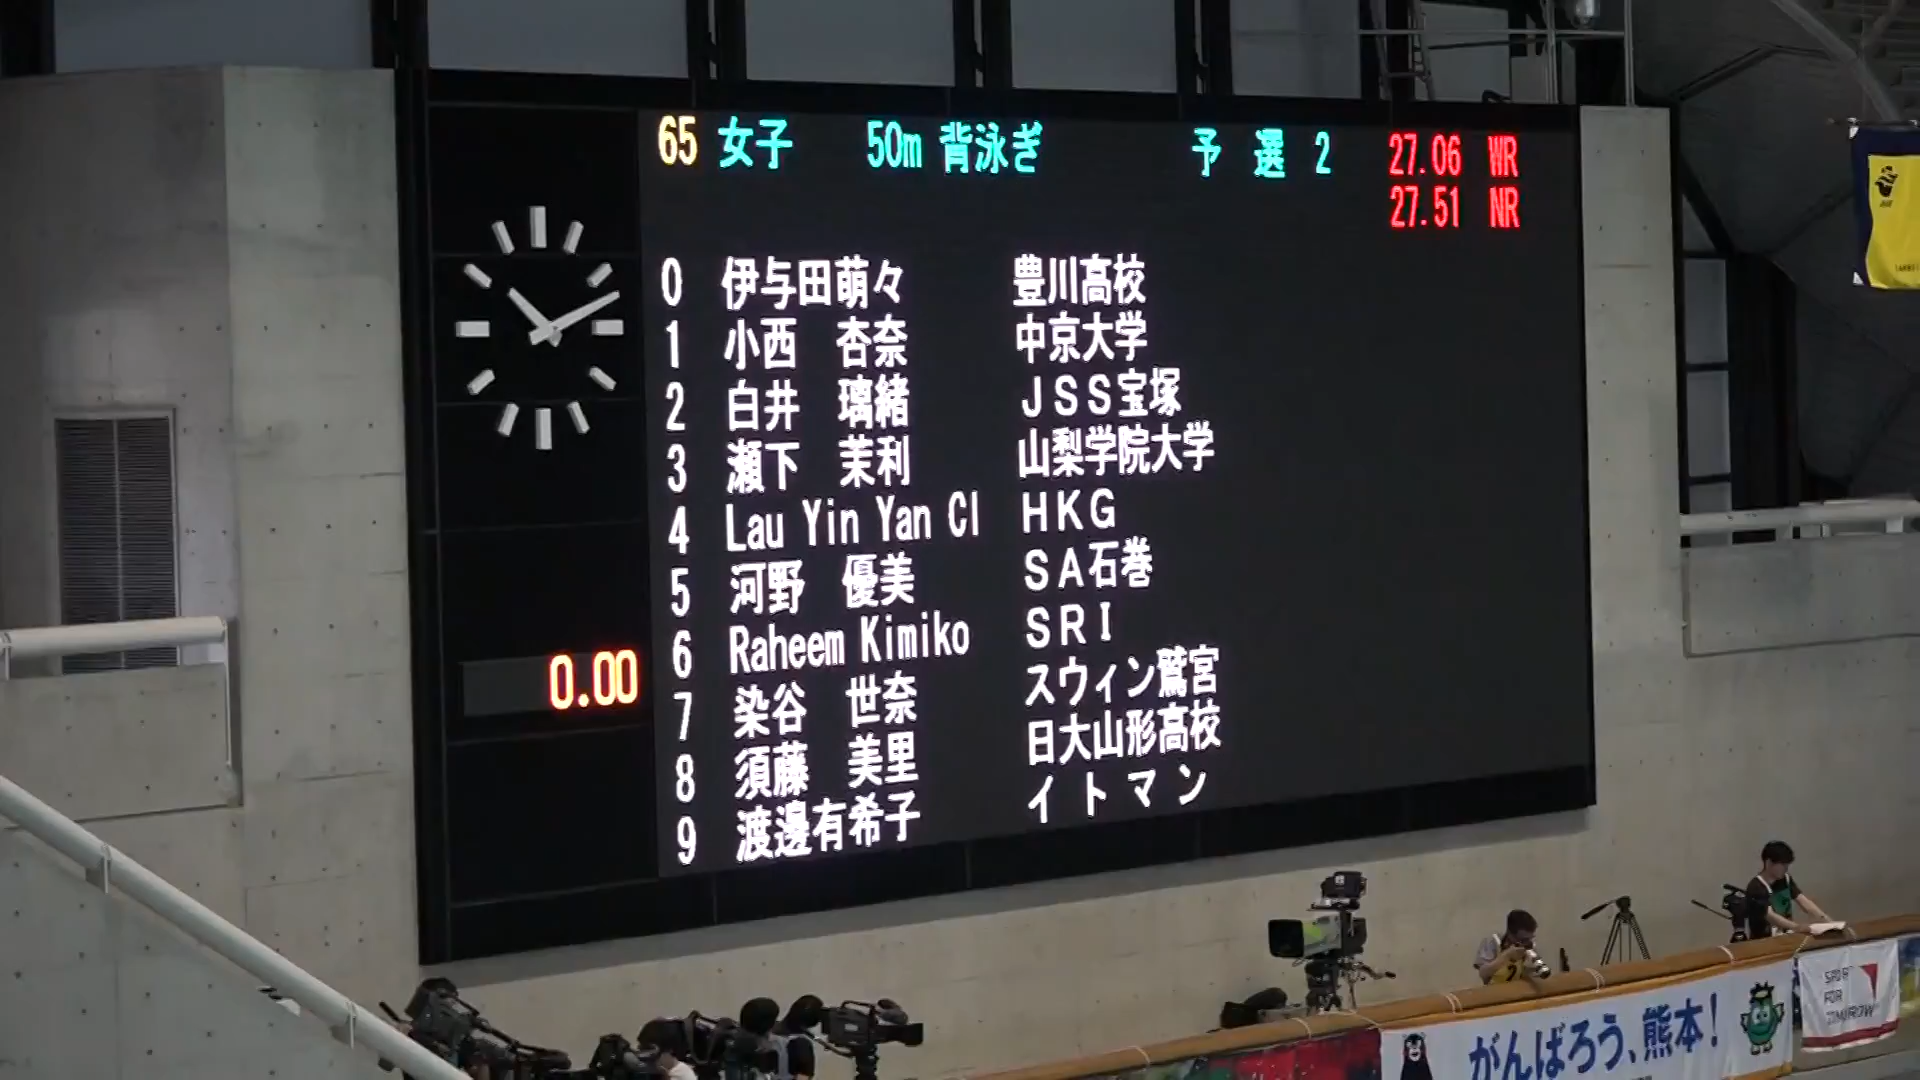 65 女子 50m 背泳ぎ 予選 2 27.06 WR
27.51 NR
0 伊与田萌々 豊川高校
1 小西 杏奈 中京大学
2 白井 璃緒 JSS宝塚
3 瀬下 茉利 山梨学院大学
4 Lau Yin Yan Cl HKG
5 河野 優美 SA石巻
6 Raheem Kimiko SRI
7 染谷 世奈 スウィン鷲宮
8 須藤 美里 日大山形高校
9 渡邊有希子 イトマン
0.00
がんばろう、熊本!
FOR